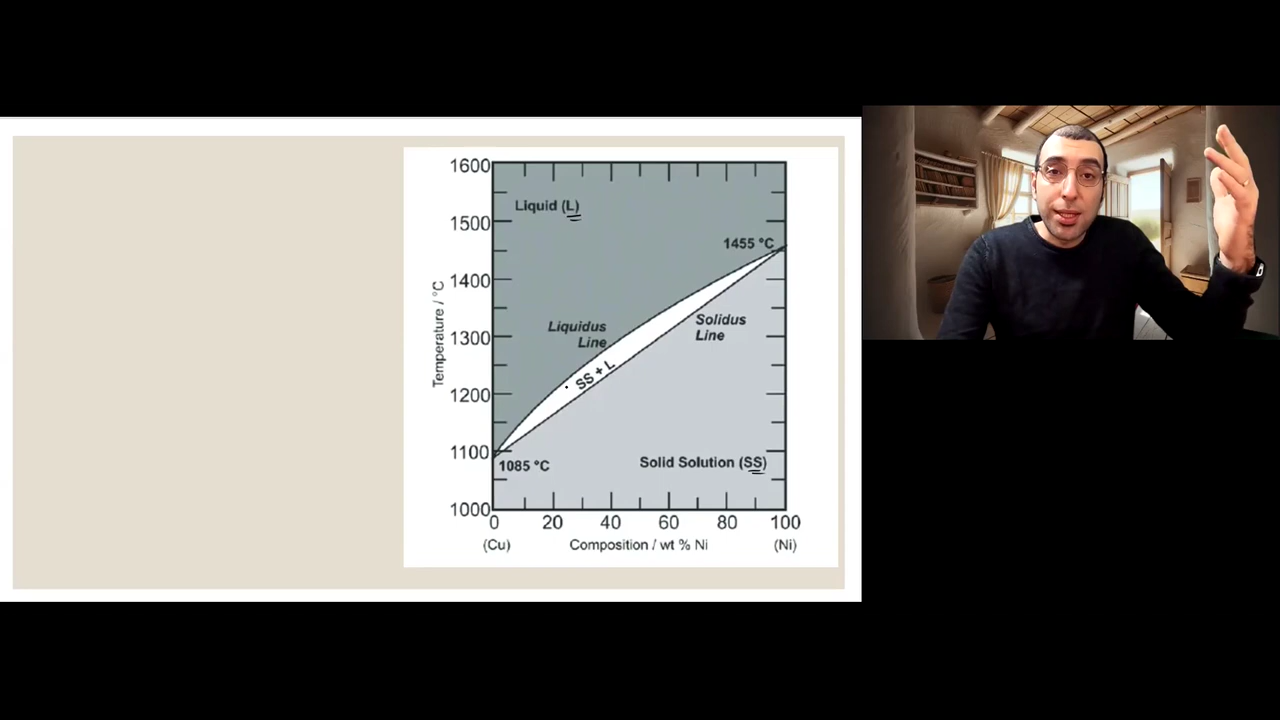 1600
1500
1400
1300
1200
1100
1000
Temperature / °C
Liquid (L)
1455 °C
Liquidus
Line
Solidus
Line
SS + L
1085 °C
Solid Solution (SS)
0
20
40
60
80
100
(Cu)
Composition / wt % Ni
(Ni)